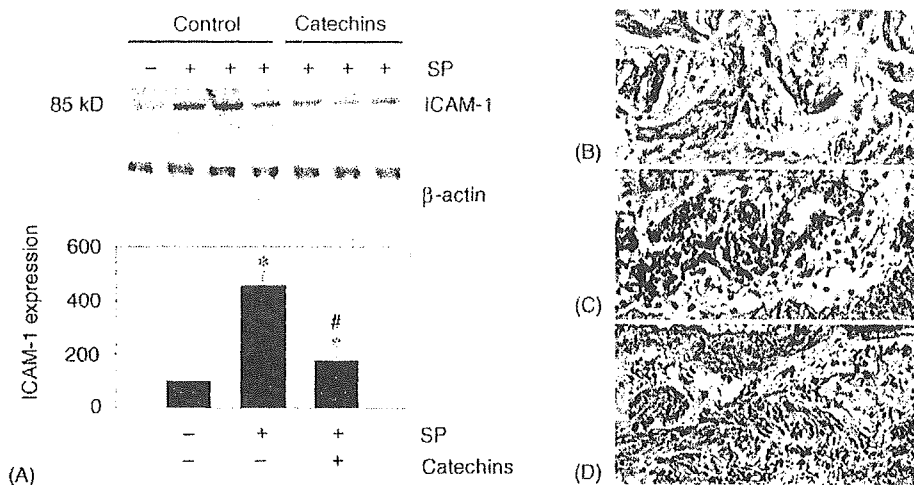 Control Catechins
– + + + + + + SP
85 kD ICAM-1
β-actin
600
400
200
0
ICAM-1 expression
*
#
*
– + + SP
– – + Catechins
(A)
(B)
(C)
(D)